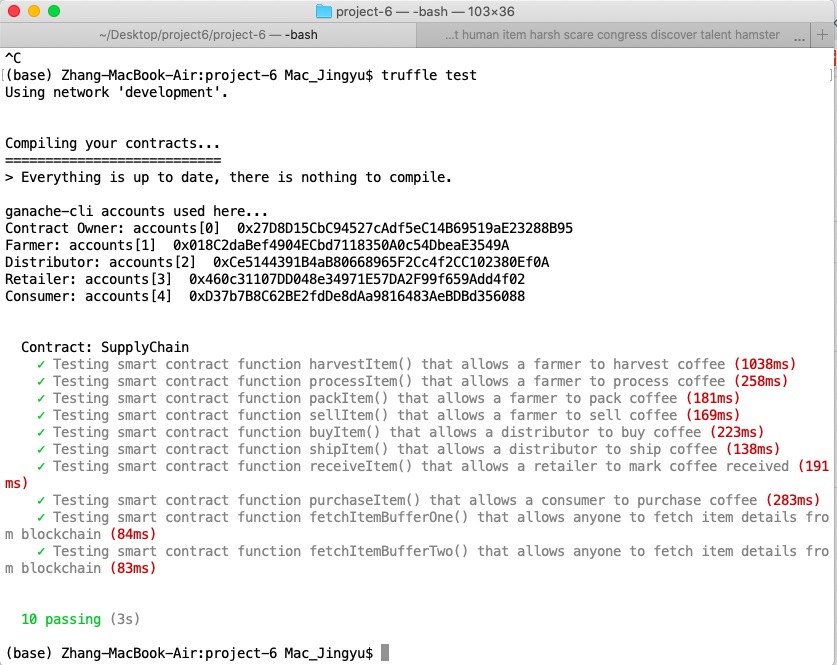 project-6 — -bash — 103×36
~/Desktop/project6/project-6 — -bash
...t human item harsh scare congress discover talent hamster ...
+
^C
(base) Zhang-MacBook-Air:project-6 Mac_Jingyu$ truffle test
Using network 'development'.
Compiling your contracts...
===========================
> Everything is up to date, there is nothing to compile.
ganache-cli accounts used here...
Contract Owner: accounts[0]  0x27D8D15CbC94527cAdf5eC14B69519aE23288B95
Farmer: accounts[1]  0x018C2daBef4904ECbd7118350A0c54DbeaE3549A
Distributor: accounts[2]  0xCe5144391B4aB80668965F2Cc4f2CC102380Ef0A
Retailer: accounts[3]  0x460c31107DD048e34971E57DA2F99f659Add4f02
Consumer: accounts[4]  0xD37b7B8C62BE2fdDe8dAa9816483AeBDBd356088
Contract: SupplyChain
✓ Testing smart contract function harvestItem() that allows a farmer to harvest coffee (1038ms)
✓ Testing smart contract function processItem() that allows a farmer to process coffee (258ms)
✓ Testing smart contract function packItem() that allows a farmer to pack coffee (181ms)
✓ Testing smart contract function sellItem() that allows a farmer to sell coffee (169ms)
✓ Testing smart contract function buyItem() that allows a distributor to buy coffee (223ms)
✓ Testing smart contract function shipItem() that allows a distributor to ship coffee (138ms)
✓ Testing smart contract function receiveItem() that allows a retailer to mark coffee received (191
ms)
✓ Testing smart contract function purchaseItem() that allows a consumer to purchase coffee (283ms)
✓ Testing smart contract function fetchItemBufferOne() that allows anyone to fetch item details fro
m blockchain (84ms)
✓ Testing smart contract function fetchItemBufferTwo() that allows anyone to fetch item details fro
m blockchain (83ms)
10 passing (3s)
(base) Zhang-MacBook-Air:project-6 Mac_Jingyu$